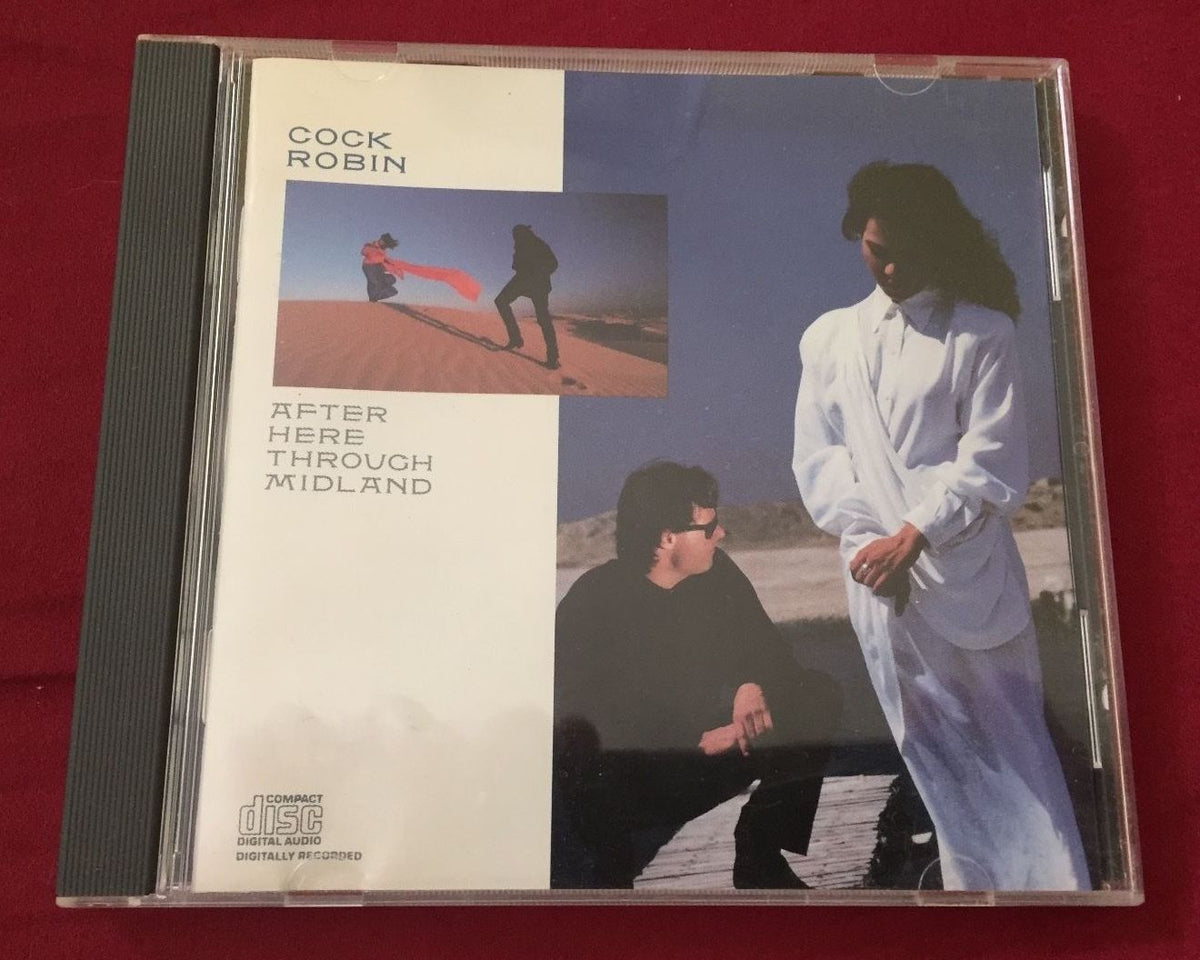 COCK
ROBIN
AFTER
HERE
THROUGH
MIDLAND
COMPACT
disc
DIGITAL AUDIO
DIGITALLY RECORDED